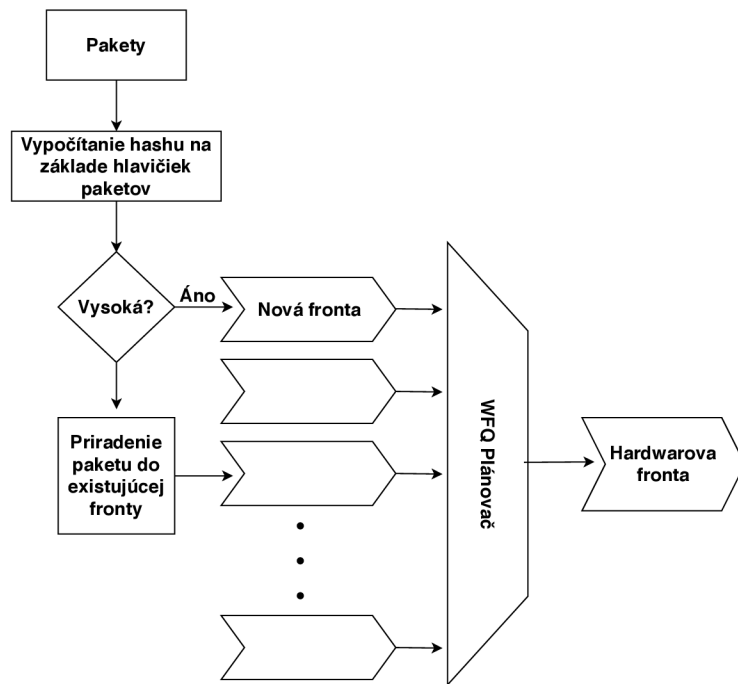 Pakety
Vypočítanie hashu na
základe hlavičiek
paketov
Vysoká?
Áno
Nová fronta
Priradenie
paketu do
existujúcej
fronty
WFQ Plánovač
Hardwarova
fronta